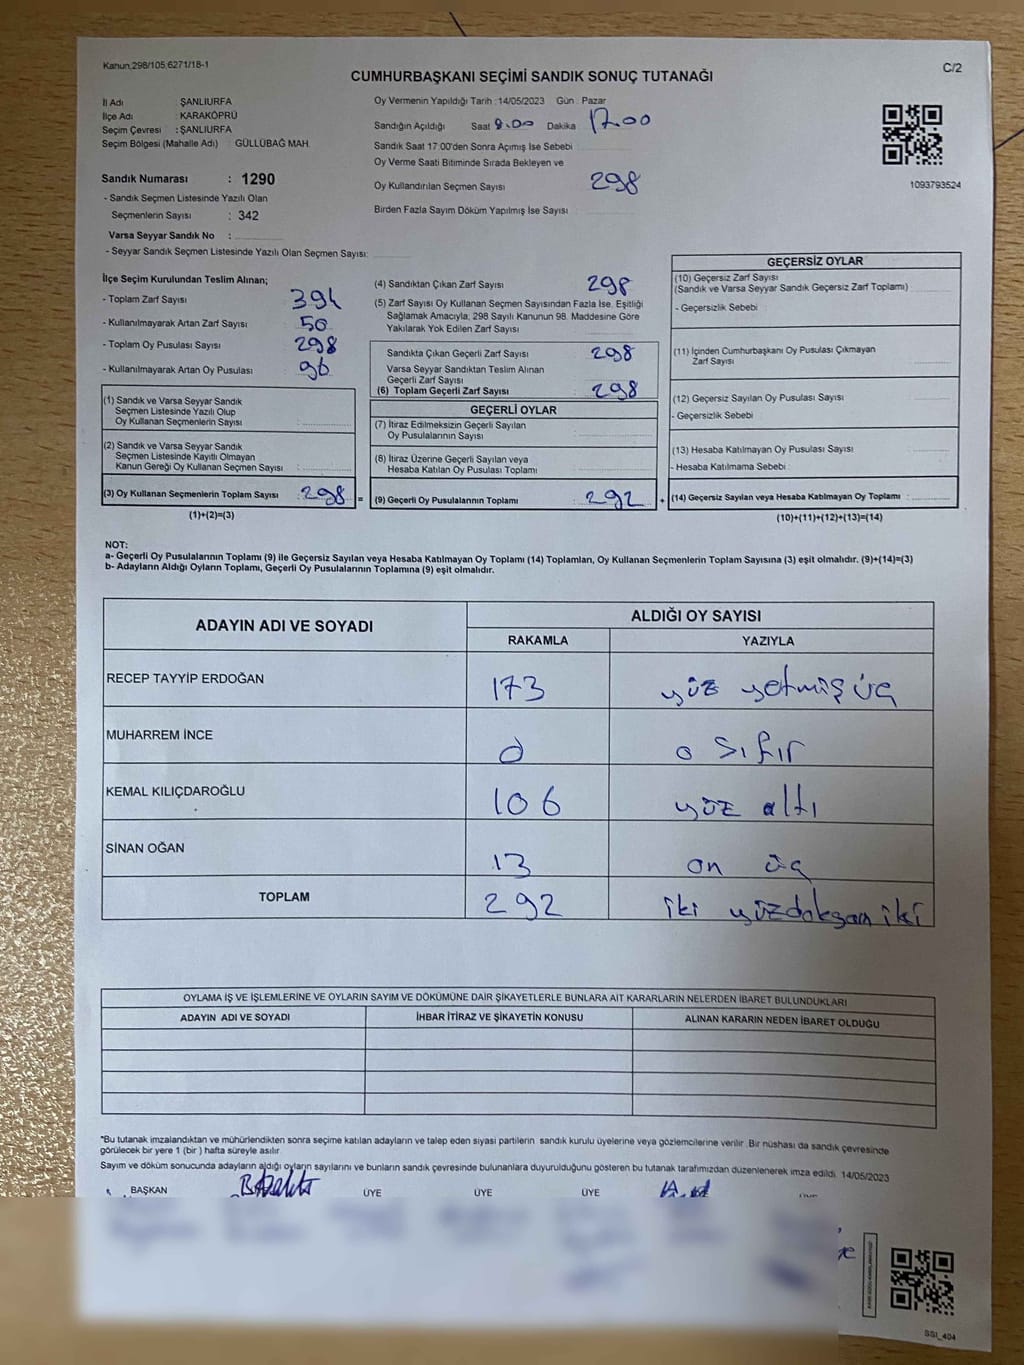 Kanun:298/105,6271/18-1
C/2
CUMHURBAŞKANI SEÇİMİ SANDIK SONUÇ TUTANAĞI
İl Adı : ŞANLIURFA
İlçe Adı : KARAKÖPRÜ
Seçim Çevresi : ŞANLIURFA
Seçim Bölgesi (Mahalle Adı) : GÜLLÜBAĞ MAH.
Sandık Numarası : 1290
- Sandık Seçmen Listesinde Yazılı Olan
Seçmenlerin Sayısı : 342
Varsa Seyyar Sandık No :
- Seyyar Sandık Seçmen Listesinde Yazılı Olan Seçmen Sayısı:
Oy Vermenin Yapıldığı Tarih : 14/05/2023 Gün : Pazar
Sandığın Açıldığı Saat 8.00 Dakika 17.00
Sandık Saat 17:00'den Sonra Açımış İse Sebebi
Oy Verme Saati Bitiminde Sırada Bekleyen ve
Oy Kullandırılan Seçmen Sayısı 298
Birden Fazla Sayım Döküm Yapılmış İse Sayısı :
1093793524
İlçe Seçim Kurulundan Teslim Alınan;
- Toplam Zarf Sayısı
- Kullanılmayarak Artan Zarf Sayısı : 50
- Toplam Oy Pusulası Sayısı : 298
- Kullanılmayarak Artan Oy Pusulası : 96
(1) Sandık ve Varsa Seyyar Sandık
Seçmen Listesinde Yazılı Olup
Oy Kullanan Seçmenlerin Sayısı :
(2) Sandık ve Varsa Seyyar Sandık
Seçmen Listesinde Kayıtlı Olmayan
Kanun Gereği Oy Kullanan Seçmen Sayısı :
(3) Oy Kullanan Seçmenlerin Toplam Sayısı : 298 =
(1)+(2)=(3)
(4) Sandıktan Çıkan Zarf Sayısı : 298
(5) Zarf Sayısı Oy Kullanan Seçmen Sayısından Fazla İse, Eşitliği
Sağlamak Amacıyla, 298 Sayılı Kanunun 98. Maddesine Göre
Yakılarak Yok Edilen Zarf Sayısı :
Sandıkta Çıkan Geçerli Zarf Sayısı : 298
Varsa Seyyar Sandıktan Teslim Alınan
Geçerli Zarf Sayısı :
(6) Toplam Geçerli Zarf Sayısı : 298
GEÇERLİ OYLAR
(7) İtiraz Edilmeksizin Geçerli Sayılan
Oy Pusulalarının Sayısı :
(8) İtiraz Üzerine Geçerli Sayılan veya
Hesaba Katılan Oy Pusulası Toplamı :
(9) Geçerli Oy Pusulalarının Toplamı : 292 +
GEÇERSİZ OYLAR
(10) Geçersiz Zarf Sayısı
(Sandık ve Varsa Seyyar Sandık Geçersiz Zarf Toplamı) :
- Geçersizlik Sebebi :
(11) İçinden Cumhurbaşkanı Oy Pusulası Çıkmayan
Zarf Sayısı :
(12) Geçersiz Sayılan Oy Pusulası Sayısı :
- Geçersizlik Sebebi :
(13) Hesaba Katılmayan Oy Pusulası Sayısı :
- Hesaba Katılmama Sebebi :
(14) Geçersiz Sayılan veya Hesaba Katılmayan Oy Toplamı :
(10)+(11)+(12)+(13)=(14)
NOT:
a- Geçerli Oy Pusulalarının Toplamı (9) ile Geçersiz Sayılan veya Hesaba Katılmayan Oy Toplamı (14) Toplamları, Oy Kullanan Seçmenlerin Toplam Sayısına (3) eşit olmalıdır. (9)+(14)=(3)
b- Adayların Aldığı Oyların Toplamı, Geçerli Oy Pusulalarının Toplamına (9) eşit olmalıdır.
ADAYIN ADI VE SOYADI
ALDIĞI OY SAYISI
RAKAMLA YAZIYLA
RECEP TAYYİP ERDOĞAN 173 yüz yetmiş üç
MUHARREM İNCE 0 0 sıfır
KEMAL KILIÇDAROĞLU 106 yüz altı
SİNAN OĞAN 13 on üç
TOPLAM 292 iki yüzdoksan iki
OYLAMA İŞ VE İŞLEMLERİNE VE OYLARIN SAYIM VE DÖKÜMÜNE DAİR ŞİKAYETLERLE BUNLARA AİT KARARLARIN NELERDEN İBARET BULUNDUKLARI
ADAYIN ADI VE SOYADI İHBAR İTİRAZ VE ŞİKAYETİN KONUSU ALINAN KARARIN NEDEN İBARET OLDUĞU
*Bu tutanak imzalandıktan ve mühürlendikten sonra seçime katılan adayların ve talep eden siyasi partilerin sandık kurulu üyelerine veya gözlemcilerine verilir. Bir nüshası da sandık çevresinde
görülecek bir yere 1 (bir) hafta süreyle asılır.
Sayım ve döküm sonucunda adayların aldığı oyların sayılarını ve bunların sandık çevresinde bulunanlara duyurulduğunu gösteren bu tutanak tarafımızdan düzenlenerek imza edildi. 14/05/2023
BAŞKAN ÜYE ÜYE ÜYE
SSI_404